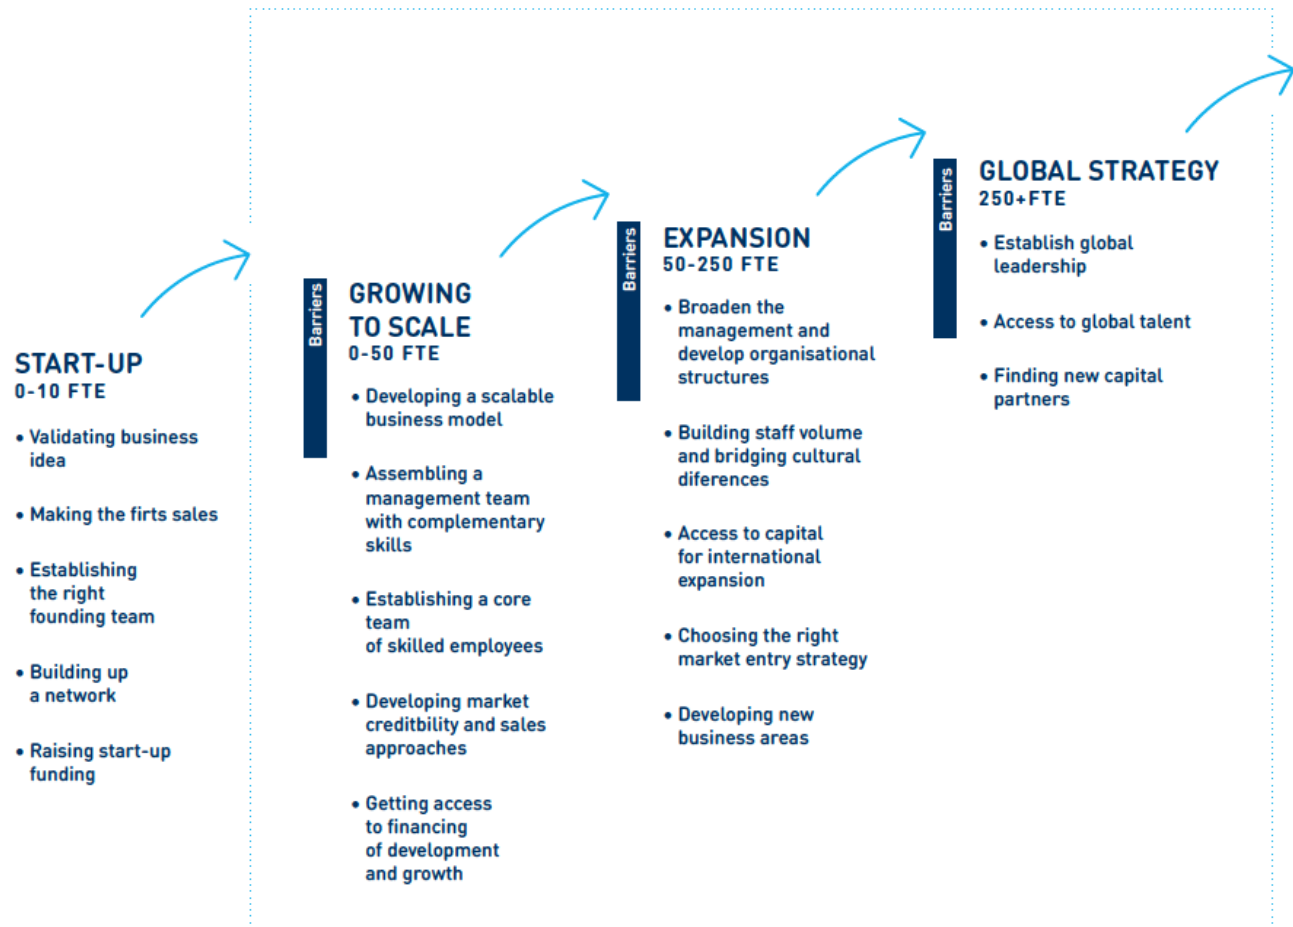 START-UP
0-10 FTE
• Validating business
idea
• Making the firts sales
• Establishing
the right
founding team
• Building up
a network
• Raising start-up
funding
Barriers
GROWING
TO SCALE
0-50 FTE
• Developing a scalable
business model
• Assembling a
management team
with complementary
skills
• Establishing a core
team
of skilled employees
• Developing market
creditbility and sales
approaches
• Getting access
to financing
of development
and growth
Barriers
EXPANSION
50-250 FTE
• Broaden the
management and
develop organisational
structures
• Building staff volume
and bridging cultural
diferences
• Access to capital
for international
expansion
• Choosing the right
market entry strategy
• Developing new
business areas
Barriers
GLOBAL STRATEGY
250+FTE
• Establish global
leadership
• Access to global talent
• Finding new capital
partners